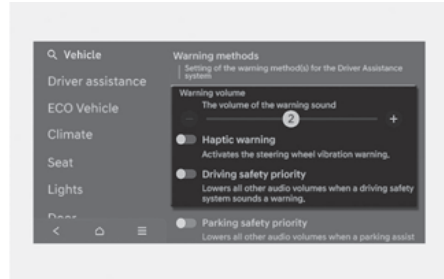 Vehicle
Driver assistance
ECO Vehicle
Climate
Seat
Lights
Door
Warning methods
Setting of the warning method(s) for the Driver Assistance
system
Warning volume
The volume of the warning sound
2
Haptic warning
Activates the steering wheel vibration warning.
Driving safety priority
Lowers all other audio volumes when a driving safety
system sounds a warning.
Parking safety priority
Lowers all other audio volumes when a parking assist